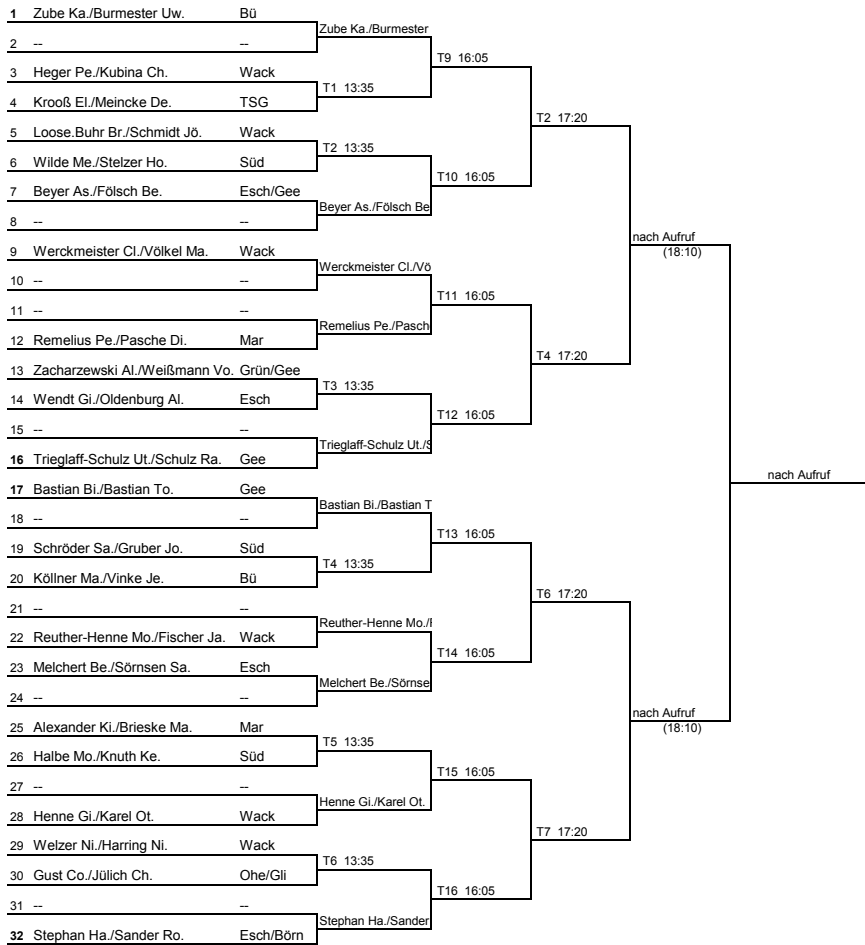 1 Zube Ka./Burmester Uw. Bü
Zube Ka./Burmester
2 -- --
T9 16:05
3 Heger Pe./Kubina Ch. Wack
T1 13:35
4 Krooß El./Meincke De. TSG
T2 17:20
5 Loose.Buhr Br./Schmidt Jö. Wack
T2 13:35
6 Wilde Me./Stelzer Ho. Süd
T10 16:05
7 Beyer As./Fölsch Be. Esch/Gee
Beyer As./Fölsch Be
8 -- --
nach Aufruf
(18:10)
9 Werckmeister Cl./Völkel Ma. Wack
Werckmeister Cl./Vö
10 -- --
T11 16:05
11 -- --
Remelius Pe./Pasch
12 Remelius Pe./Pasche Di. Mar
T4 17:20
13 Zacharzewski Al./Weißmann Vo. Grün/Gee
T3 13:35
14 Wendt Gi./Oldenburg Al. Esch
T12 16:05
15 -- --
Trieglaff-Schulz Ut./S
16 Trieglaff-Schulz Ut./Schulz Ra. Gee
nach Aufruf
17 Bastian Bi./Bastian To. Gee
Bastian Bi./Bastian T
18 -- --
T13 16:05
19 Schröder Sa./Gruber Jo. Süd
T4 13:35
20 Köllner Ma./Vinke Je. Bü
T6 17:20
21 -- --
Reuther-Henne Mo./F
22 Reuther-Henne Mo./Fischer Ja. Wack
T14 16:05
23 Melchert Be./Sörnsen Sa. Esch
Melchert Be./Sörnse
24 -- --
nach Aufruf
(18:10)
25 Alexander Ki./Brieske Ma. Mar
T5 13:35
26 Halbe Mo./Knuth Ke. Süd
T15 16:05
27 -- --
Henne Gi./Karel Ot.
28 Henne Gi./Karel Ot. Wack
T7 17:20
29 Welzer Ni./Harring Ni. Wack
T6 13:35
30 Gust Co./Jülich Ch. Ohe/Gli
T16 16:05
31 -- --
Stephan Ha./Sander
32 Stephan Ha./Sander Ro. Esch/Börn